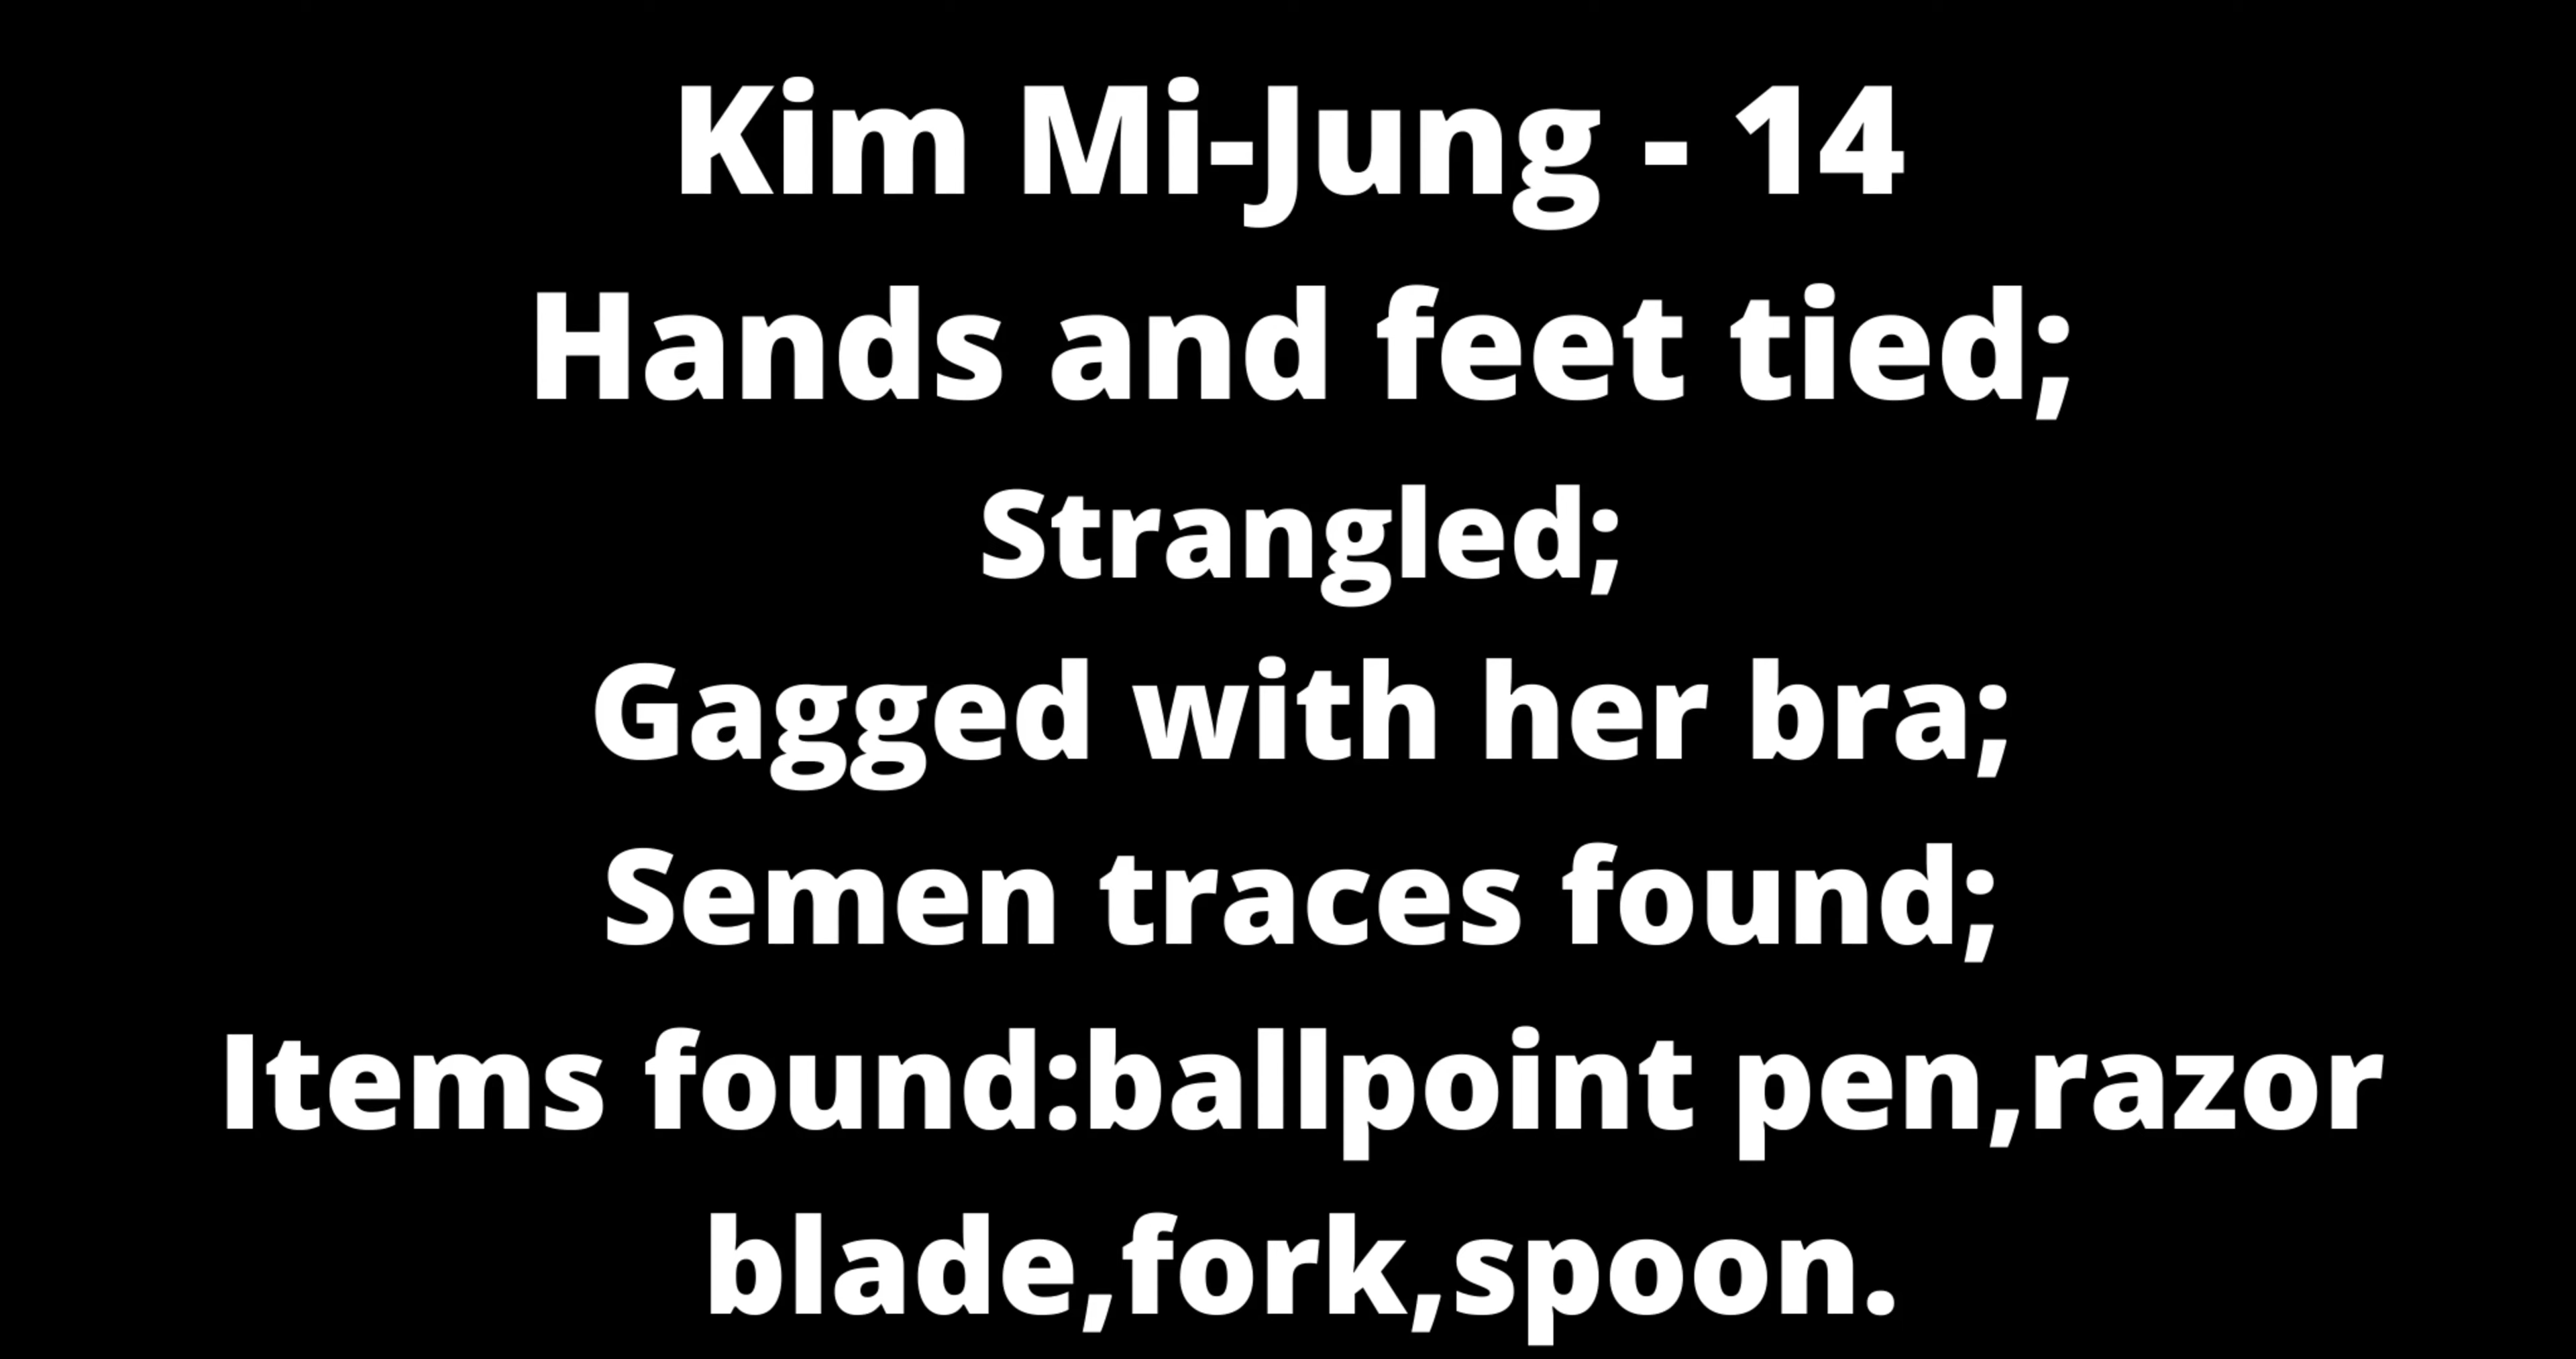 Kim Mi-Jung - 14
Hands and feet tied;
Strangled;
Gagged with her bra;
Semen traces found;
Items found:ballpoint pen,razor
blade,fork,spoon.